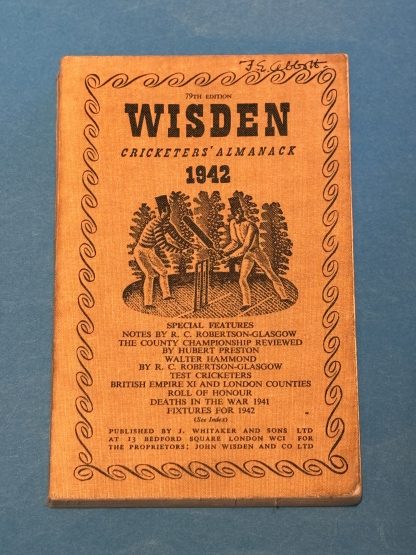 F. E. Abbott.
79TH EDITION
WISDEN
CRICKETERS' ALMANACK
1942
SPECIAL FEATURES
NOTES BY R. C. ROBERTSON-GLASGOW
THE COUNTY CHAMPIONSHIP REVIEWED
BY HUBERT PRESTON
WALTER HAMMOND
BY R. C. ROBERTSON-GLASGOW
TEST CRICKETERS
BRITISH EMPIRE XI AND LONDON COUNTIES
ROLL OF HONOUR
DEATHS IN THE WAR 1941
FIXTURES FOR 1942
(See Index)
PUBLISHED BY J. WHITAKER AND SONS LTD
AT 13 BEDFORD SQUARE LONDON WC1 FOR
THE PROPRIETORS: JOHN WISDEN AND CO LTD